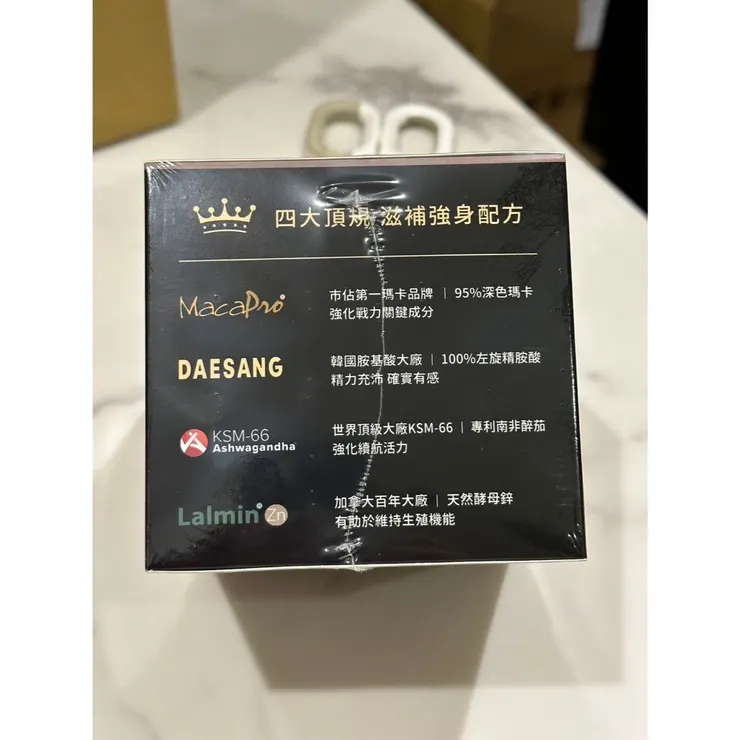 四大頂規 滋補強身配方
MacaPro
市佔第一瑪卡品牌 | 95%深色瑪卡
強化戰力關鍵成分
DAESANG
韓國胺基酸大廠 | 100%左旋精胺酸
精力充沛 確實有感
KSM-66
Ashwagandha
世界頂級大廠KSM-66 | 專利南非醉茄
強化續航活力
Lalmin Zn
加拿大百年大廠 | 天然酵母鋅
有助於維持生殖機能